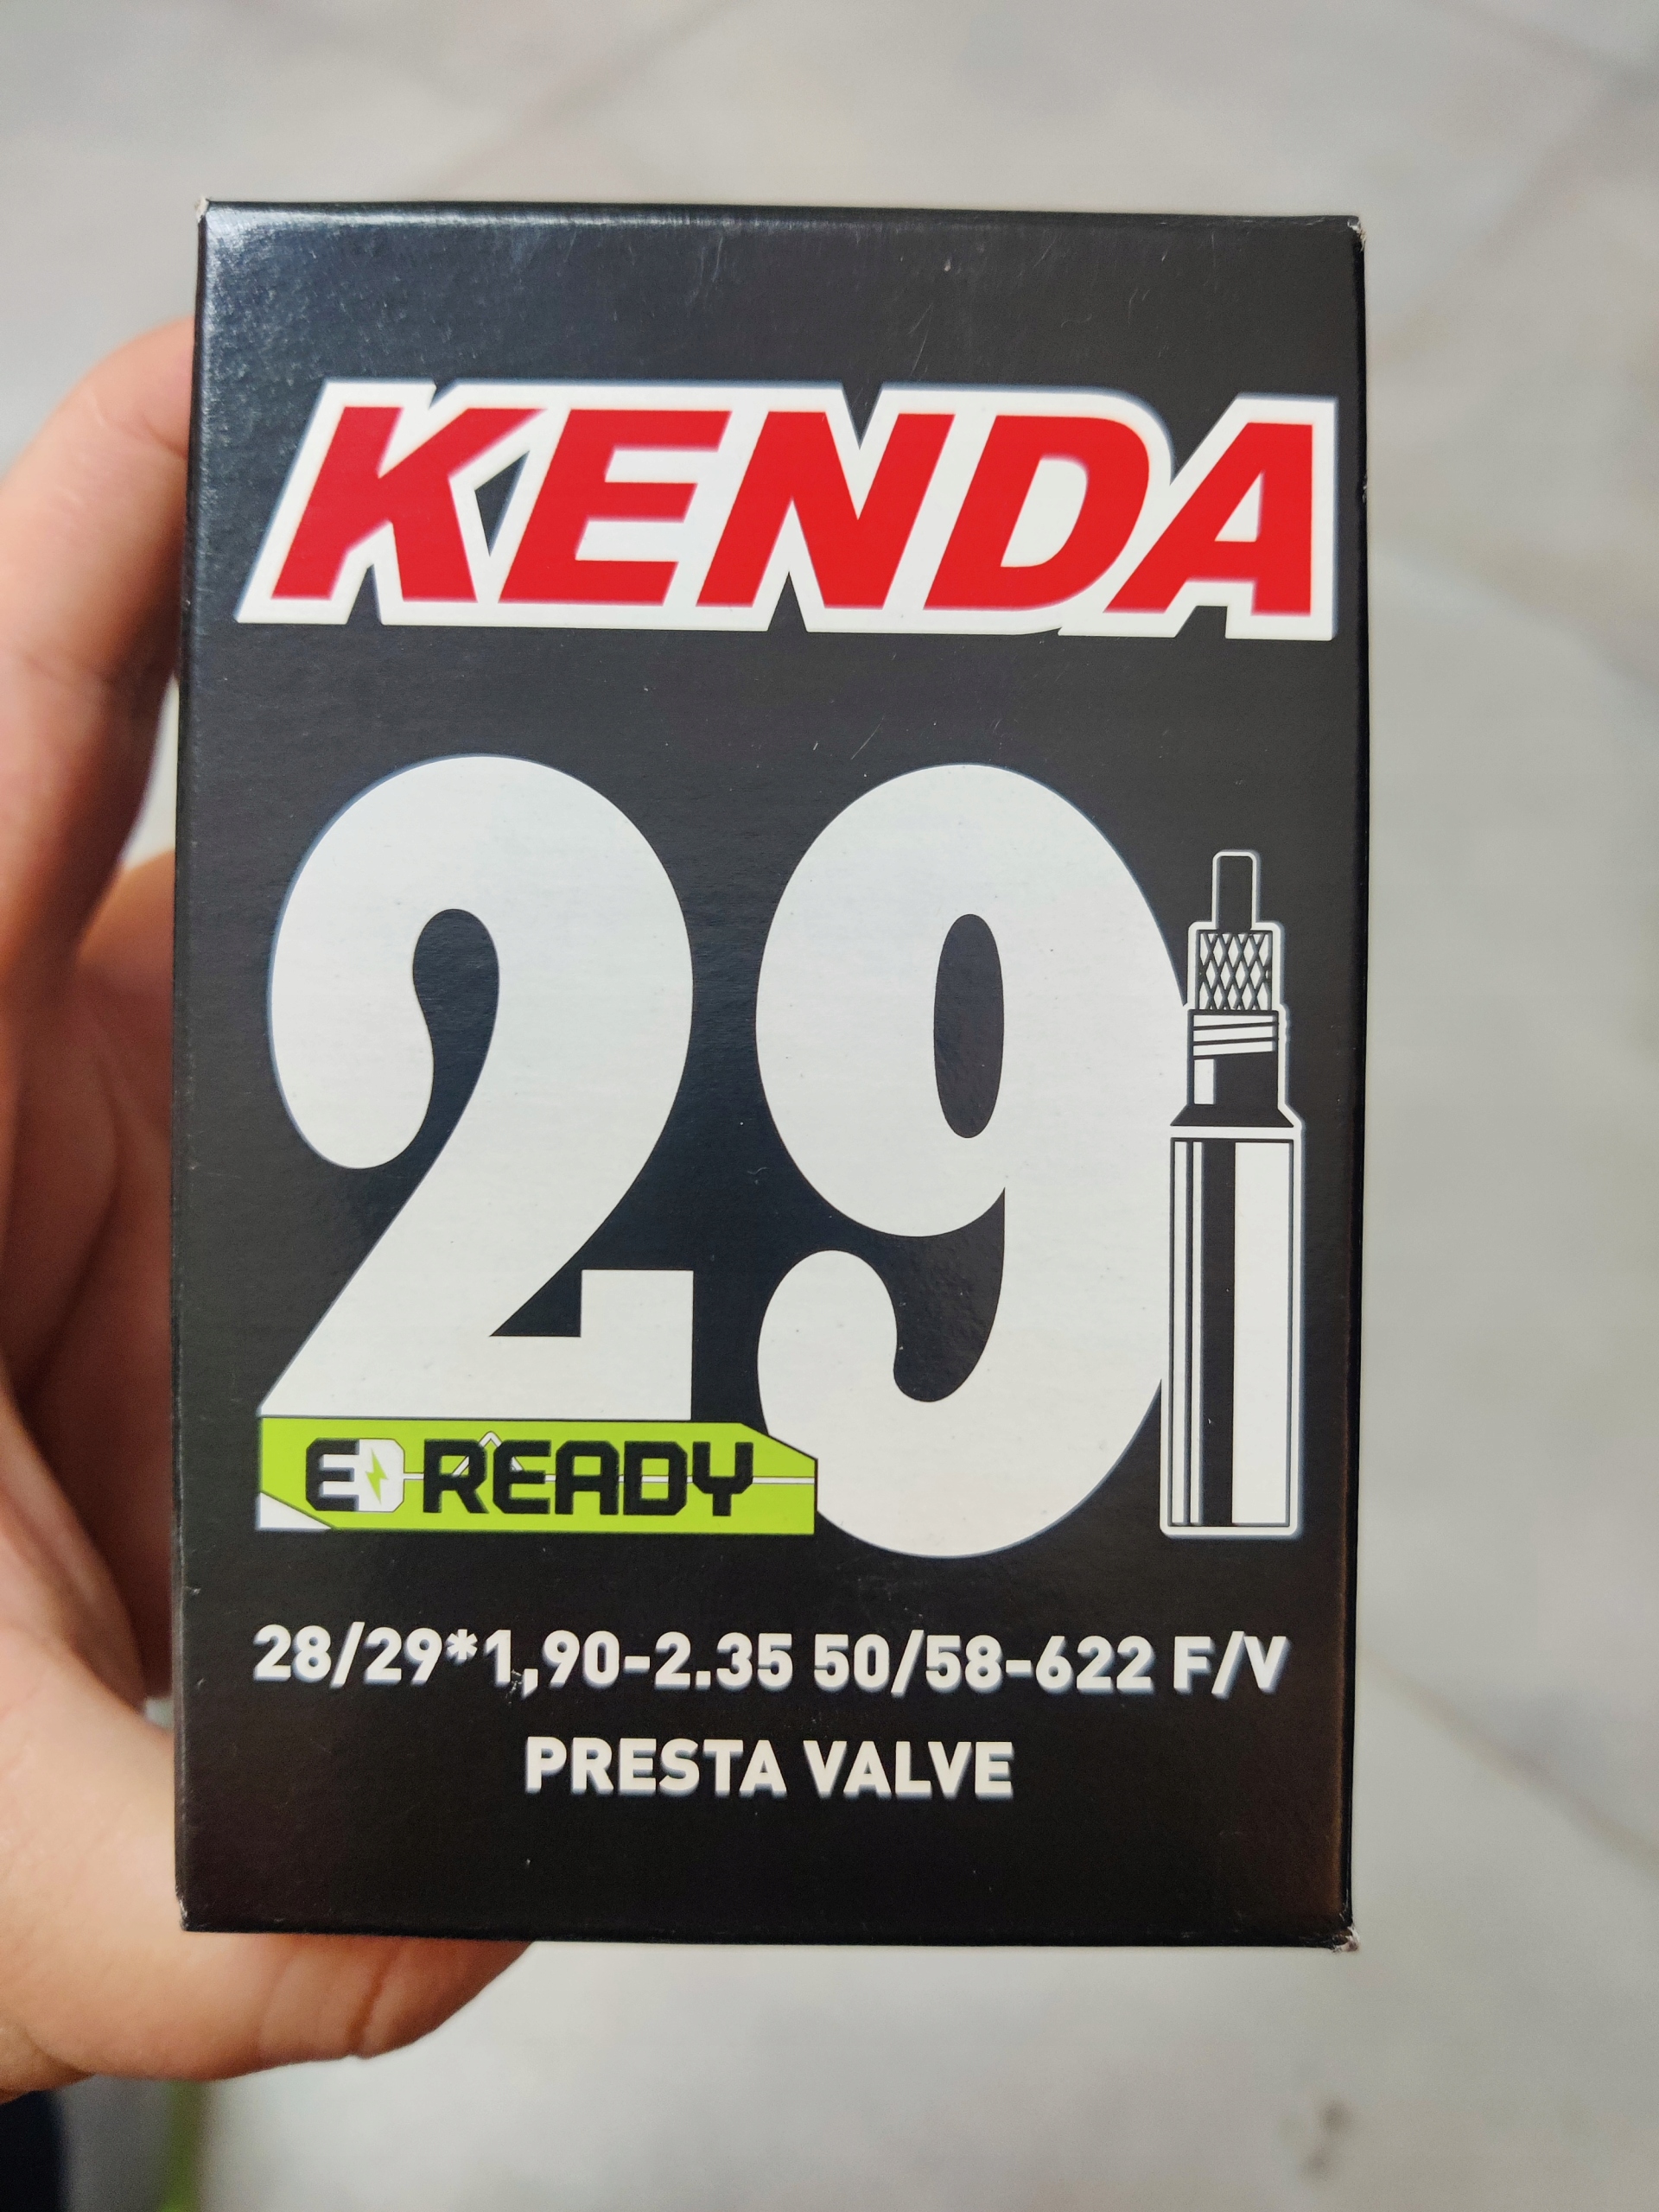 KENDA
29
E READY
28/29*1,90-2.35 50/58-622 F/V
PRESTA VALVE